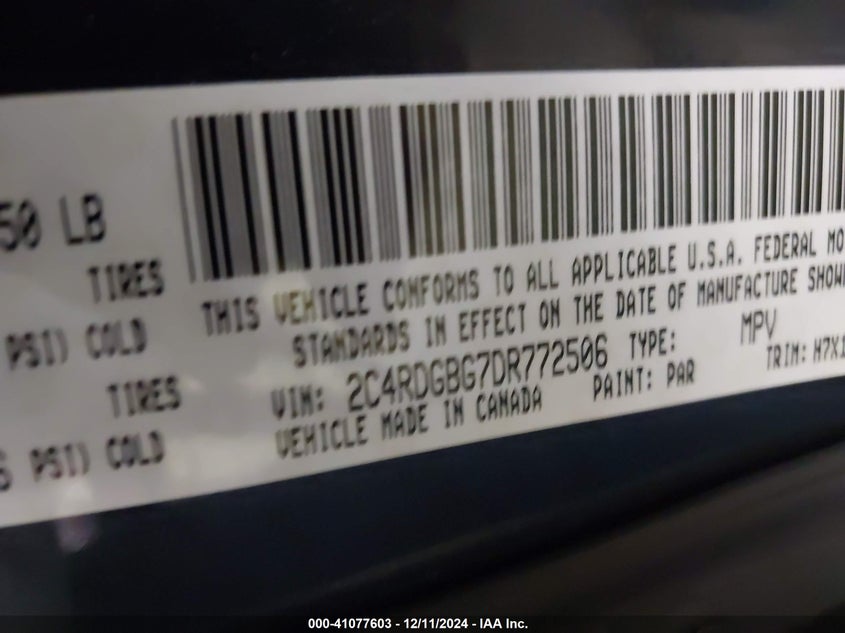 50 LB
TIRES
PSI) COLD
TIRES
PSI) COLD
THIS VEHICLE CONFORMS TO ALL APPLICABLE U.S.A. FEDERAL MO
STANDARDS IN EFFECT ON THE DATE OF MANUFACTURE SHOW
VIN: 2C4RDGBG7DR772506 TYPE: MPV
VEHICLE MADE IN CANADA PAINT: PAR TRIM: H7X1
000-41077603 - 12/11/2024 - IAA Inc.